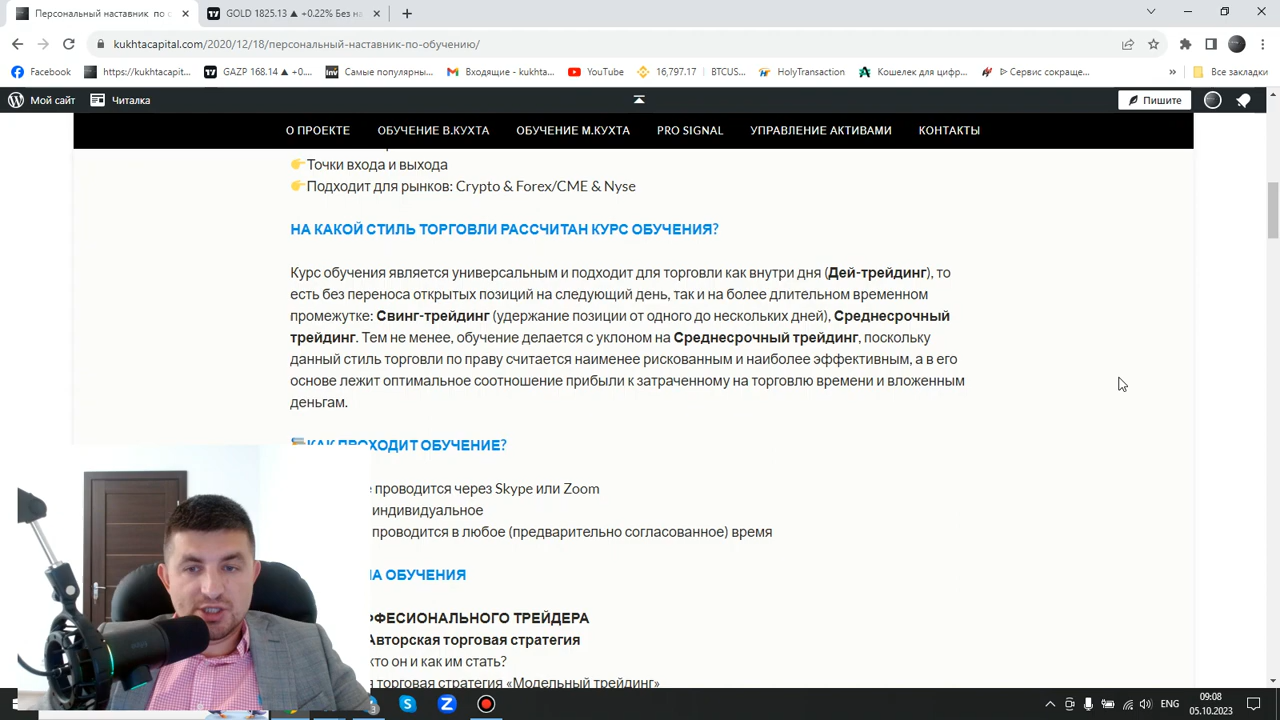 Персональный наставник по о
GOLD 1825.13 ▲ +0.22% Без на
kukhtacapital.com/2020/12/18/персональный-наставник-по-обучению/
Facebook
https://kukhtacapit...
GAZP 168.14 ▲ +0....
Самые популярны...
Входящие - kukhta...
YouTube
16,797.17 | BTCUS...
HolyTransaction
Кошелек для цифр...
▷ Сервис сокраще...
»
Все закладки
Мой сайт
Читалка
Пишите
О ПРОЕКТЕ
ОБУЧЕНИЕ В.КУХТА
ОБУЧЕНИЕ М.КУХТА
PRO SIGNAL
УПРАВЛЕНИЕ АКТИВАМИ
КОНТАКТЫ
👉Точки входа и выхода
👉Подходит для рынков: Crypto & Forex/CME & Nyse
НА КАКОЙ СТИЛЬ ТОРГОВЛИ РАССЧИТАН КУРС ОБУЧЕНИЯ?
Курс обучения является универсальным и подходит для торговли как внутри дня (Дей-трейдинг), то
есть без переноса открытых позиций на следующий день, так и на более длительном временном
промежутке: Свинг-трейдинг (удержание позиции от одного до нескольких дней), Среднесрочный
трейдинг. Тем не менее, обучение делается с уклоном на Среднесрочный трейдинг, поскольку
данный стиль торговли по праву считается наименее рискованным и наиболее эффективным, а в его
основе лежит оптимальное соотношение прибыли к затраченному на торговлю времени и вложенным
деньгам.
КАК ПРОХОДИТ ОБУЧЕНИЕ?
проводится через Skype или Zoom
индивидуальное
проводится в любое (предварительно согласованное) время
ОБУЧЕНИЯ
ФЕСИОНАЛЬНОГО ТРЕЙДЕРА
Авторская торговая стратегия
кто он и как им стать?
торговая стратегия «Модельный трейдинг»
ENG
09:08
05.10.2023